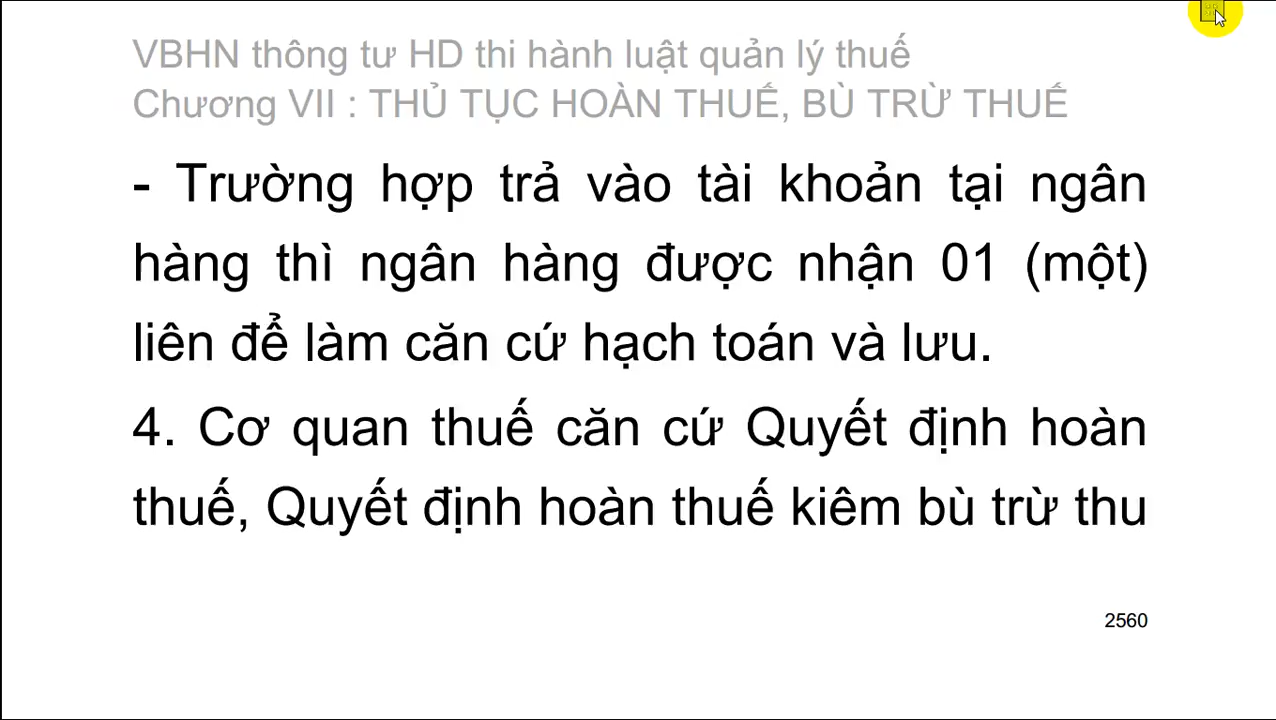 VBHN thông tư HD thi hành luật quản lý thuế
Chương VII : THỦ TỤC HOÀN THUẾ, BÙ TRỪ THUẾ
- Trường hợp trả vào tài khoản tại ngân
hàng thì ngân hàng được nhận 01 (một)
liên để làm căn cứ hạch toán và lưu.
4. Cơ quan thuế căn cứ Quyết định hoàn
thuế, Quyết định hoàn thuế kiêm bù trừ thu
2560